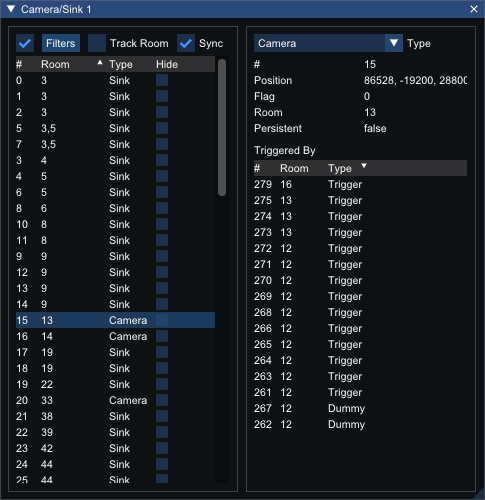 Camera/Sink 1
Filters Track Room Sync
# Room Type Hide
0 3 Sink
1 3 Sink
2 3 Sink
5 3,5 Sink
7 3,5 Sink
3 4 Sink
4 5 Sink
6 5 Sink
8 6 Sink
10 8 Sink
11 8 Sink
9 9 Sink
12 9 Sink
13 9 Sink
14 9 Sink
15 13 Camera
16 14 Camera
17 19 Sink
18 19 Sink
19 22 Sink
20 33 Camera
21 38 Sink
22 39 Sink
23 42 Sink
24 44 Sink
25 44 Sink
Camera Type
# 15
Position 86528, -19200, 28800
Flag 0
Room 13
Persistent false
Triggered By
# Room Type
279 16 Trigger
275 13 Trigger
274 13 Trigger
273 13 Trigger
272 12 Trigger
271 12 Trigger
270 12 Trigger
269 12 Trigger
268 12 Trigger
266 12 Trigger
265 12 Trigger
264 12 Trigger
263 12 Trigger
261 12 Trigger
267 12 Dummy
262 12 Dummy